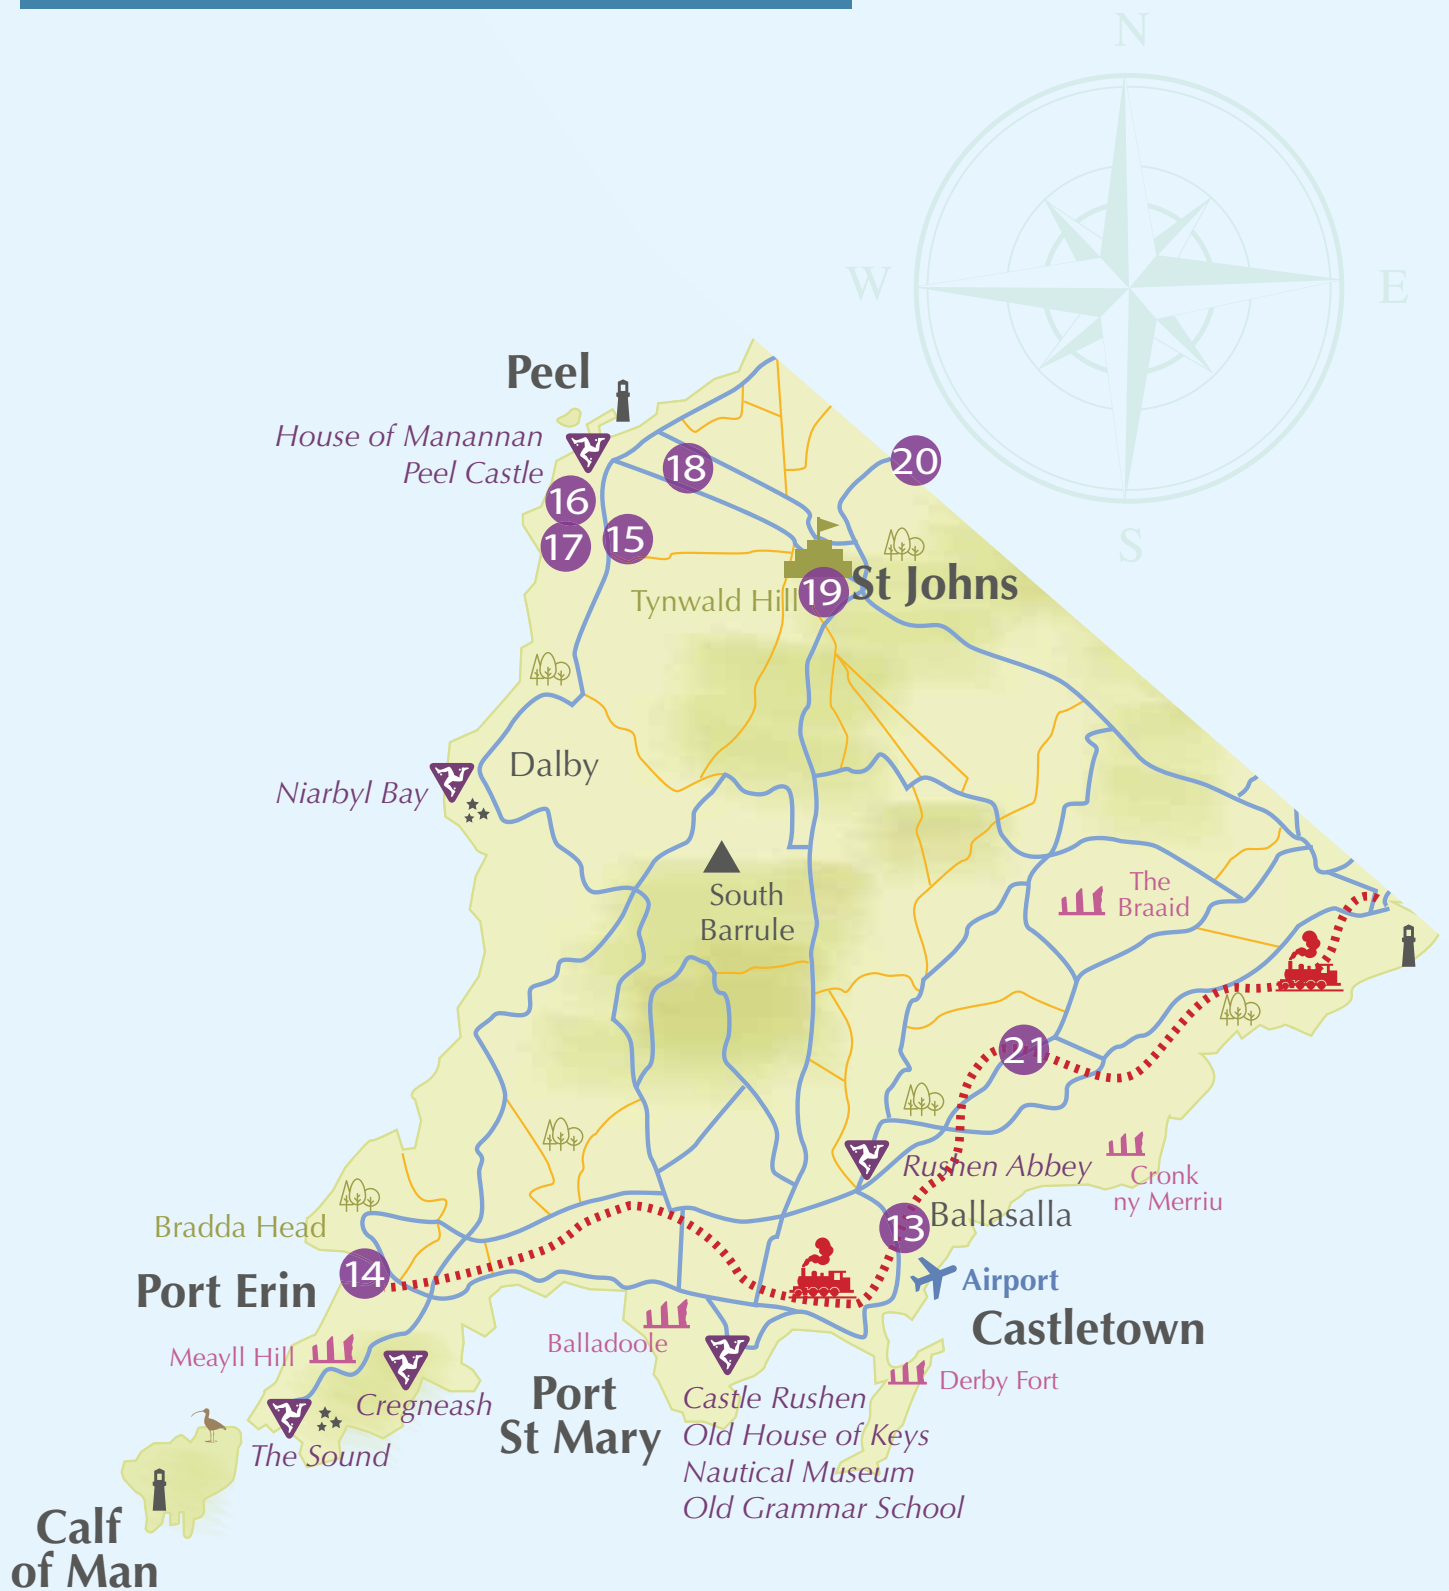 N
W
E
S
Peel
House of Manannan
Peel Castle
18
20
16
17
15
Tynwald Hill
19
St Johns
Dalby
Niarbyl Bay
South
Barrule
The
Braaid
21
Rushen Abbey
Cronk
ny Merriu
Ballasalla
13
Bradda Head
14
Port Erin
Airport
Castletown
Balladoole
Meayll Hill
Derby Fort
Cregneash
Port
St Mary
Castle Rushen
Old House of Keys
Nautical Museum
Old Grammar School
The Sound
Calf
of Man